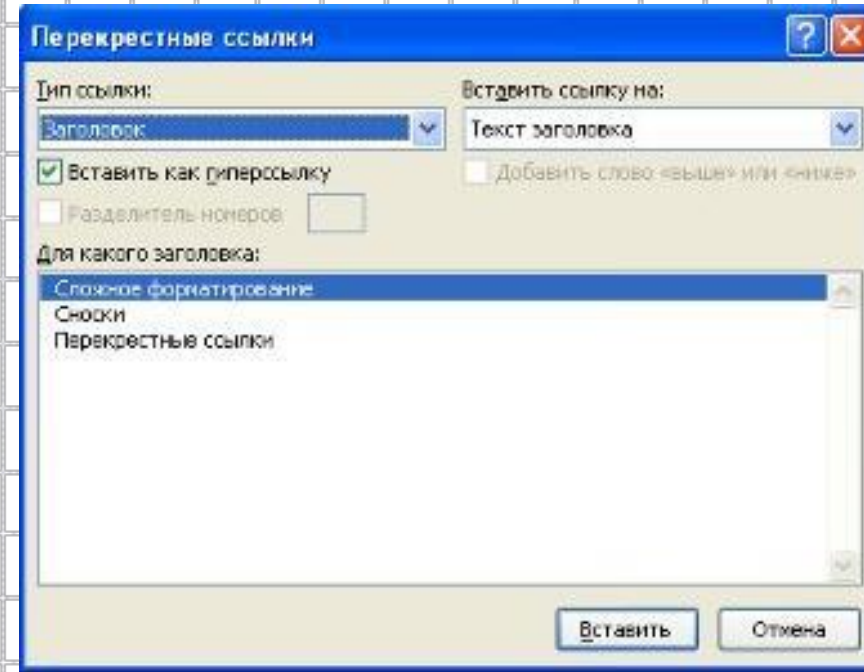 Перекрестные ссылки
Тип ссылки:
Вставить ссылку на:
Заголовок
Текст заголовка
Вставить как гиперссылку
Добавить слово «выше» или «ниже»
Разделитель номеров
Для какого заголовка:
Сложное форматирование
Сноски
Перекрестные ссылки
Вставить
Отмена